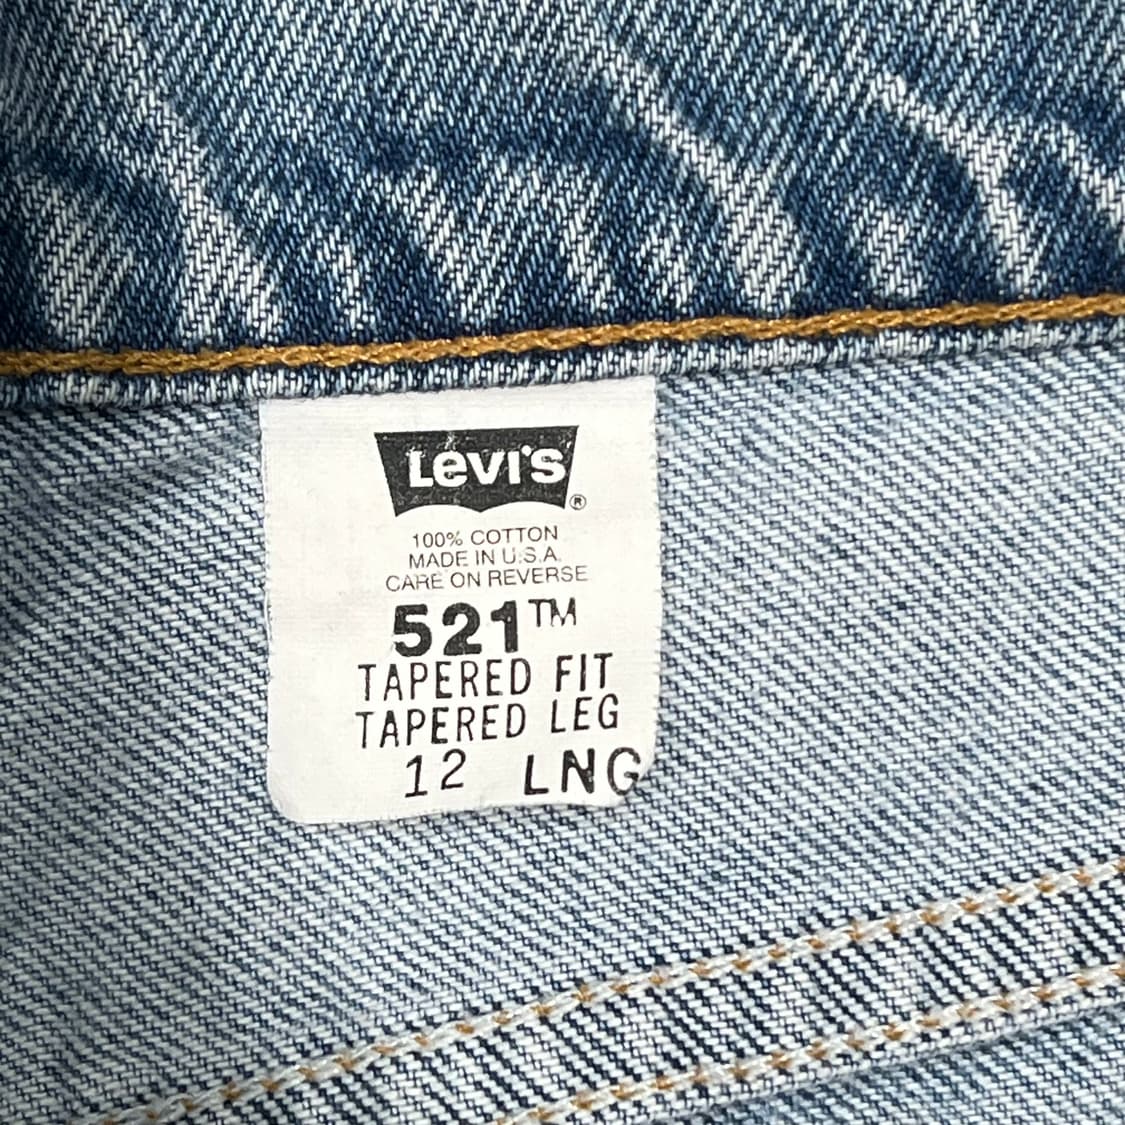 Levi's ®
100% COTTON
MADE IN U.S.A.
CARE ON REVERSE
521™
TAPERED FIT
TAPERED LEG
12 LNG